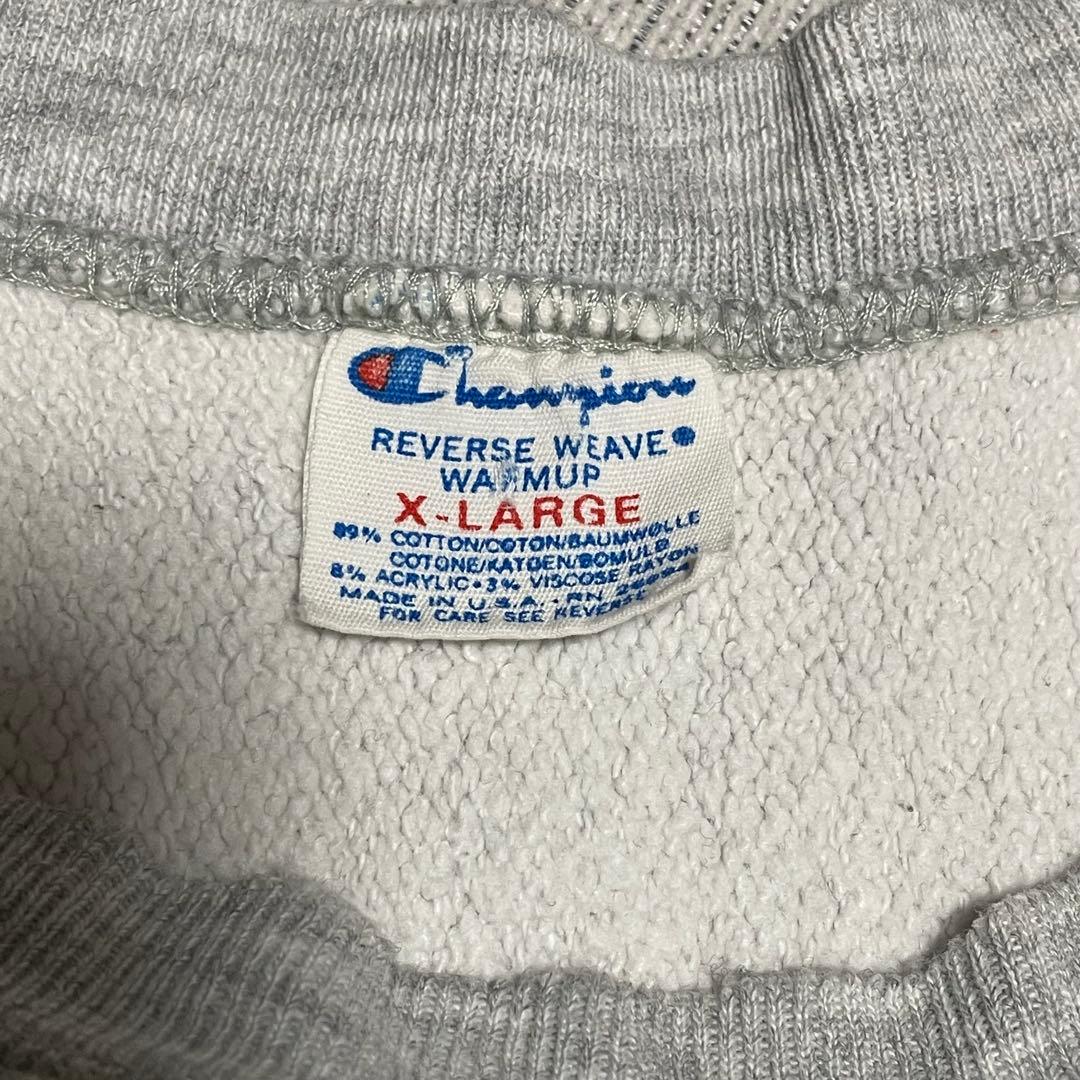 Champion
REVERSE WEAVE
WARMUP
X-LARGE
89% COTTON/COTON/BAUMWOLLE
COTONE/KATOEN/BOMULD
8% ACRYLIC • 3% VISCOSE RAYON
MADE IN U.S.A. • RN
FOR CARE SEE REVERSE